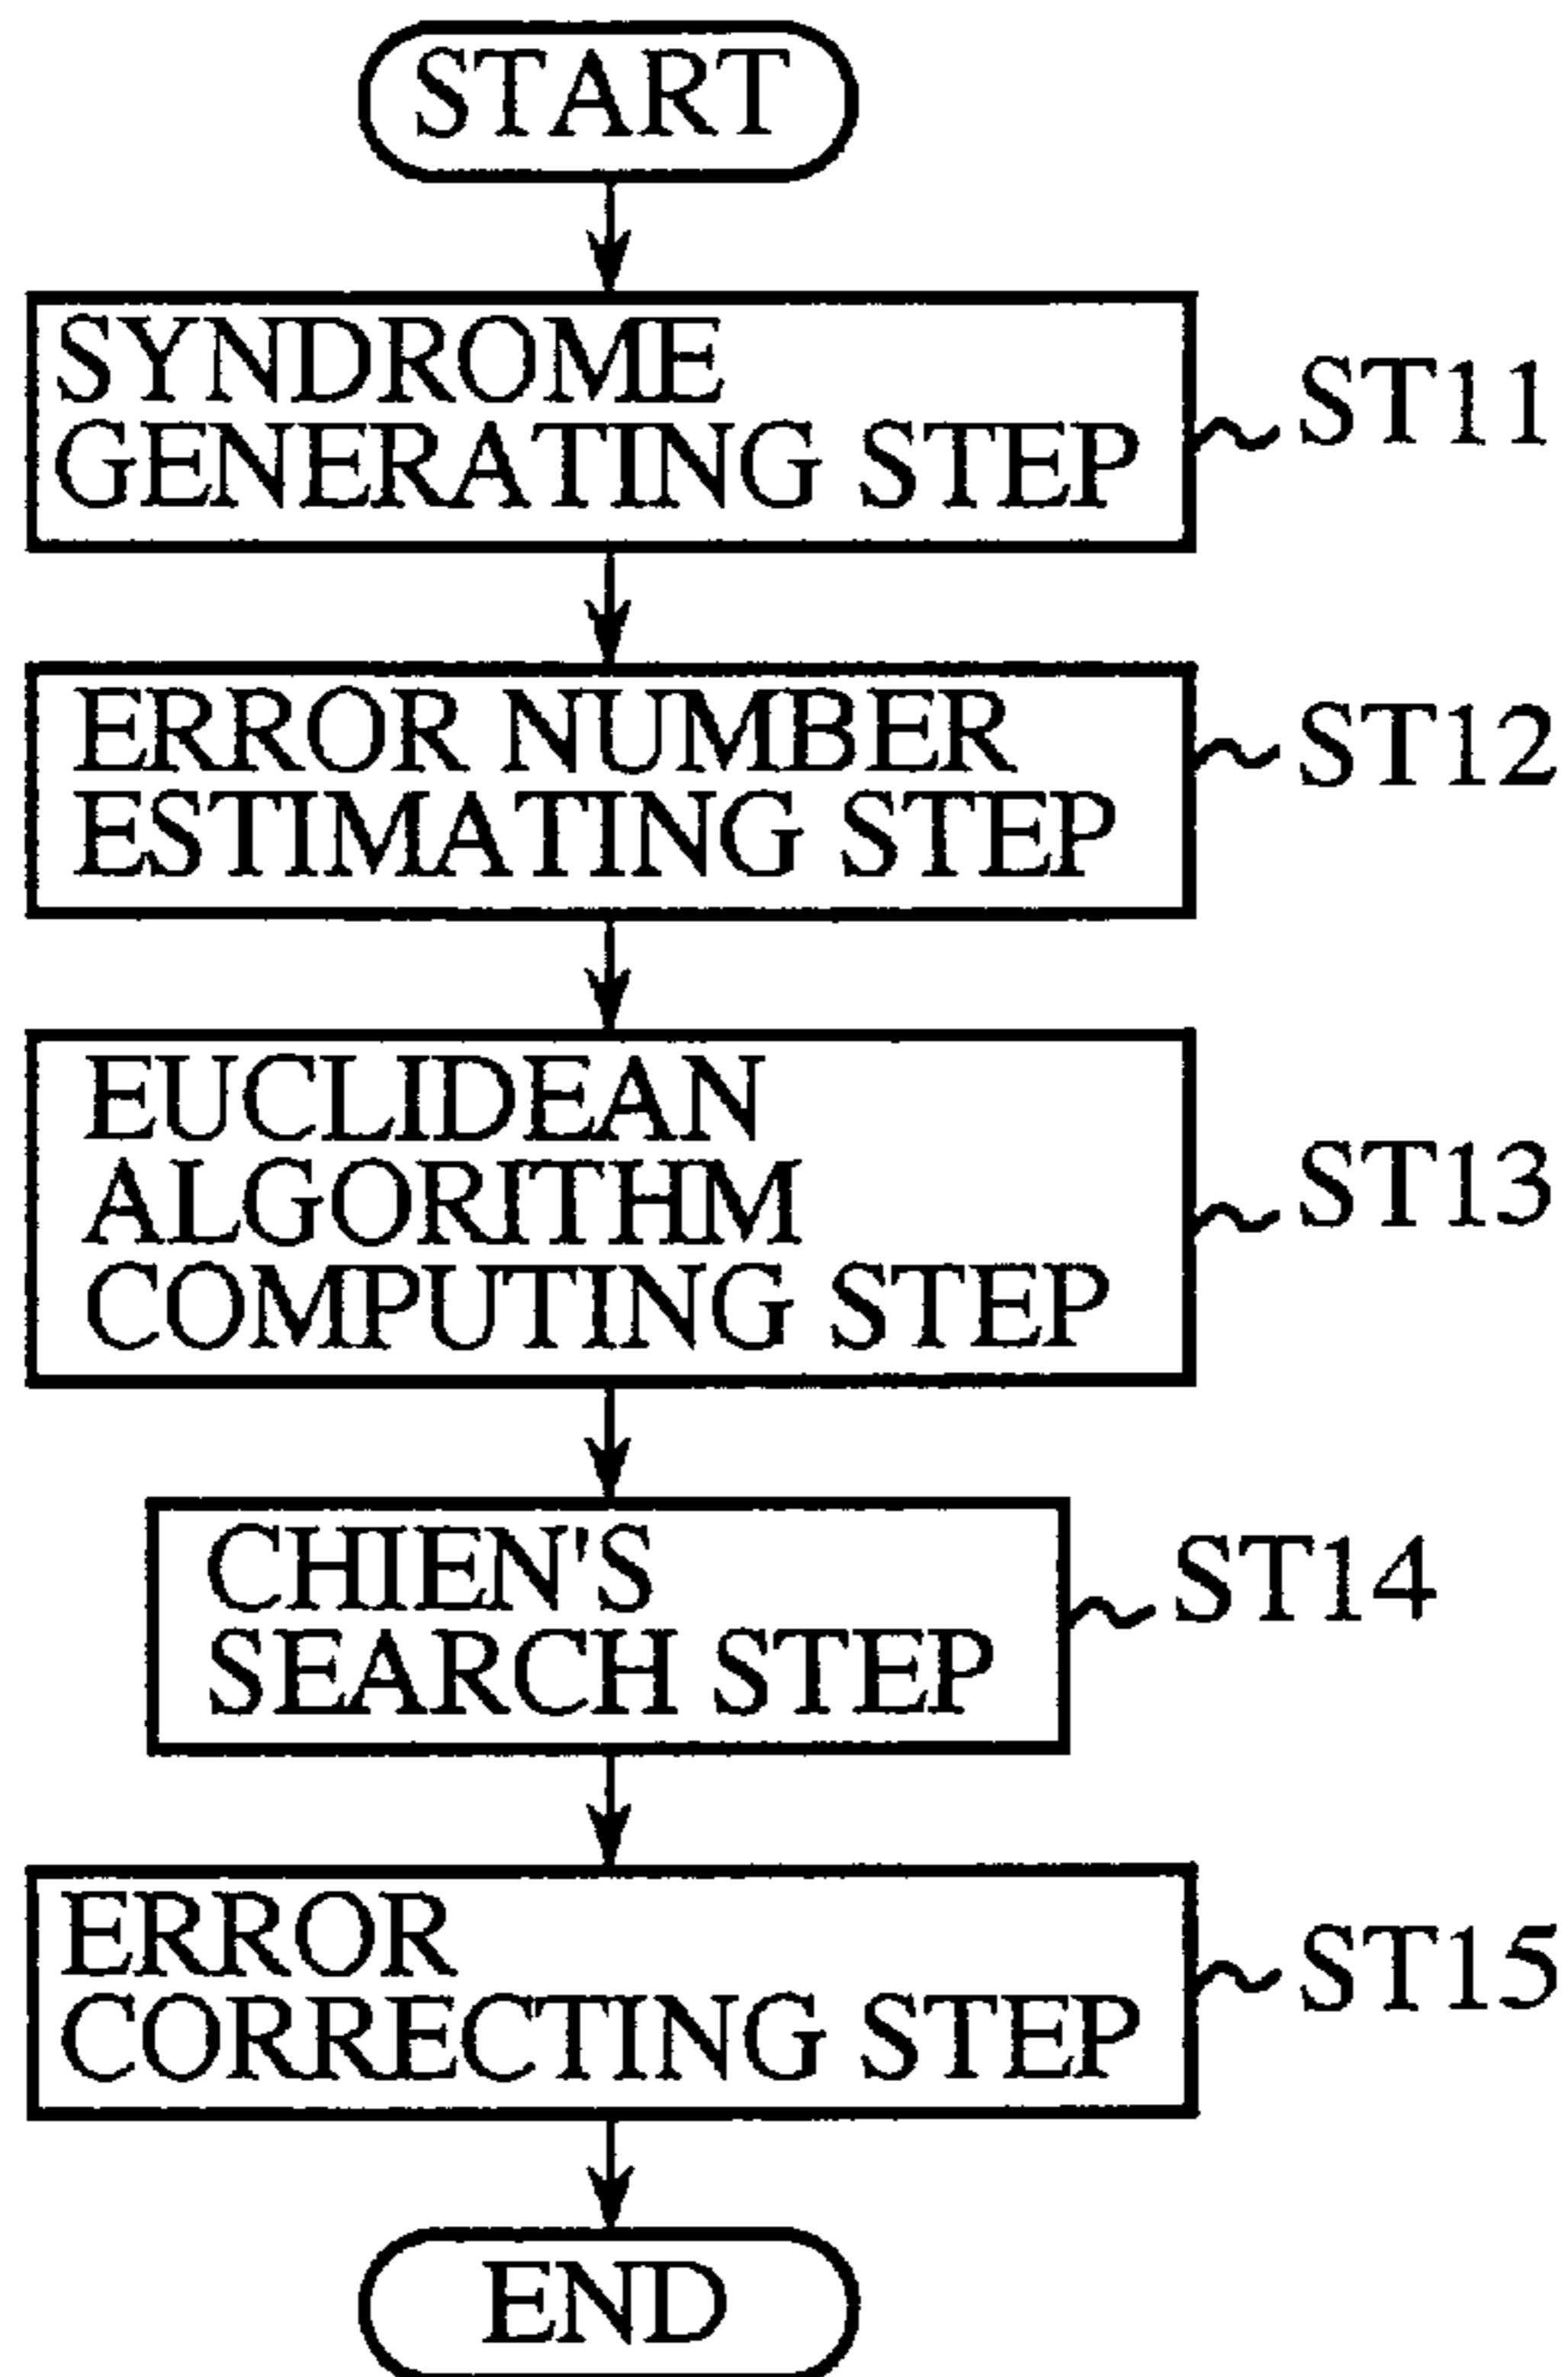 START
SYNDROME
GENERATING STEP
ST11
ERROR NUMBER
ESTIMATING STEP
ST12
EUCLIDEAN
ALGORITHM
COMPUTING STEP
ST13
CHIEN'S
SEARCH STEP
ST14
ERROR
CORRECTING STEP
ST15
END